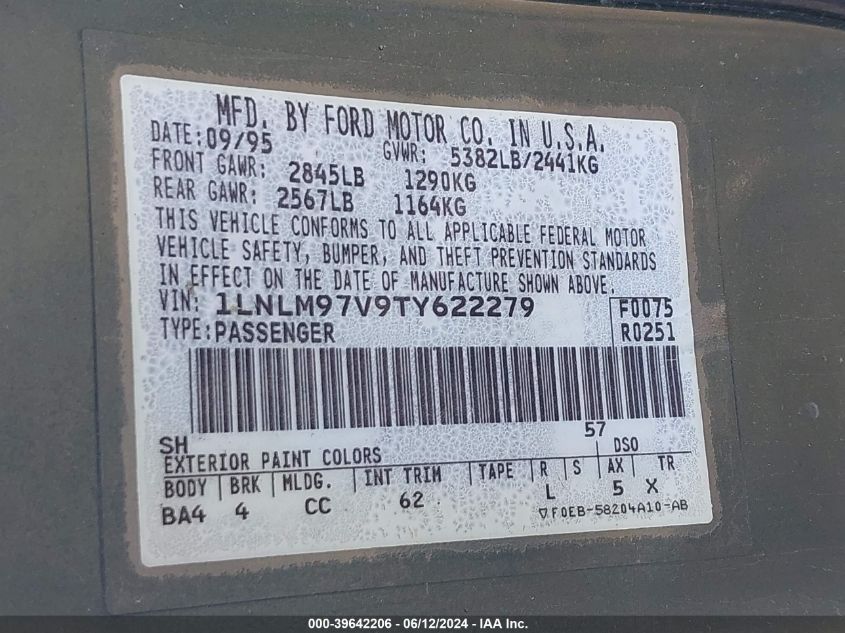 MFD. BY FORD MOTOR CO. IN U.S.A.
DATE: 09/95 GVWR: 5382LB/2441KG
FRONT GAWR: 2845LB 1290KG
REAR GAWR: 2567LB 1164KG
THIS VEHICLE CONFORMS TO ALL APPLICABLE FEDERAL MOTOR
VEHICLE SAFETY, BUMPER, AND THEFT PREVENTION STANDARDS
IN EFFECT ON THE DATE OF MANUFACTURE SHOWN ABOVE.
VIN: 1LNLM97V9TY622279 F0075
TYPE: PASSENGER R0251
SH 57
EXTERIOR PAINT COLORS DSO
BODY BRK MLDG. INT TRIM TAPE R S AX TR
BA4 4 CC 62 L 5 X
▽F0EB-58204A10-AB
000-39642206 - 06/12/2024 - IAA Inc.